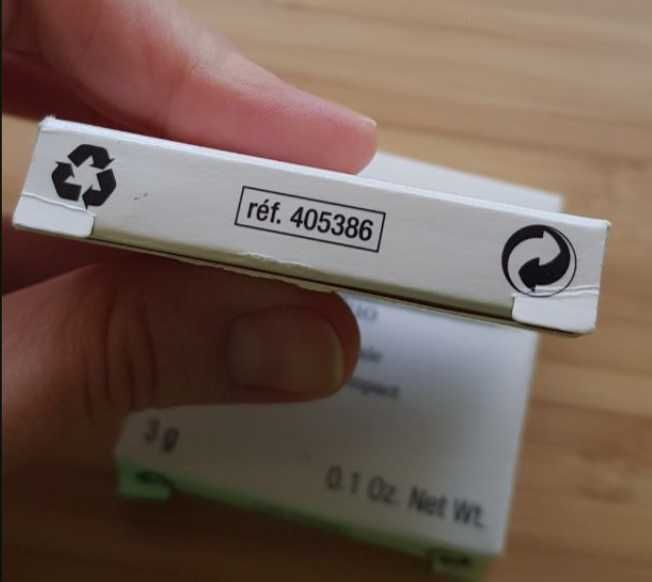 réf. 405386
3 g
0.1 Oz. Net Wt.